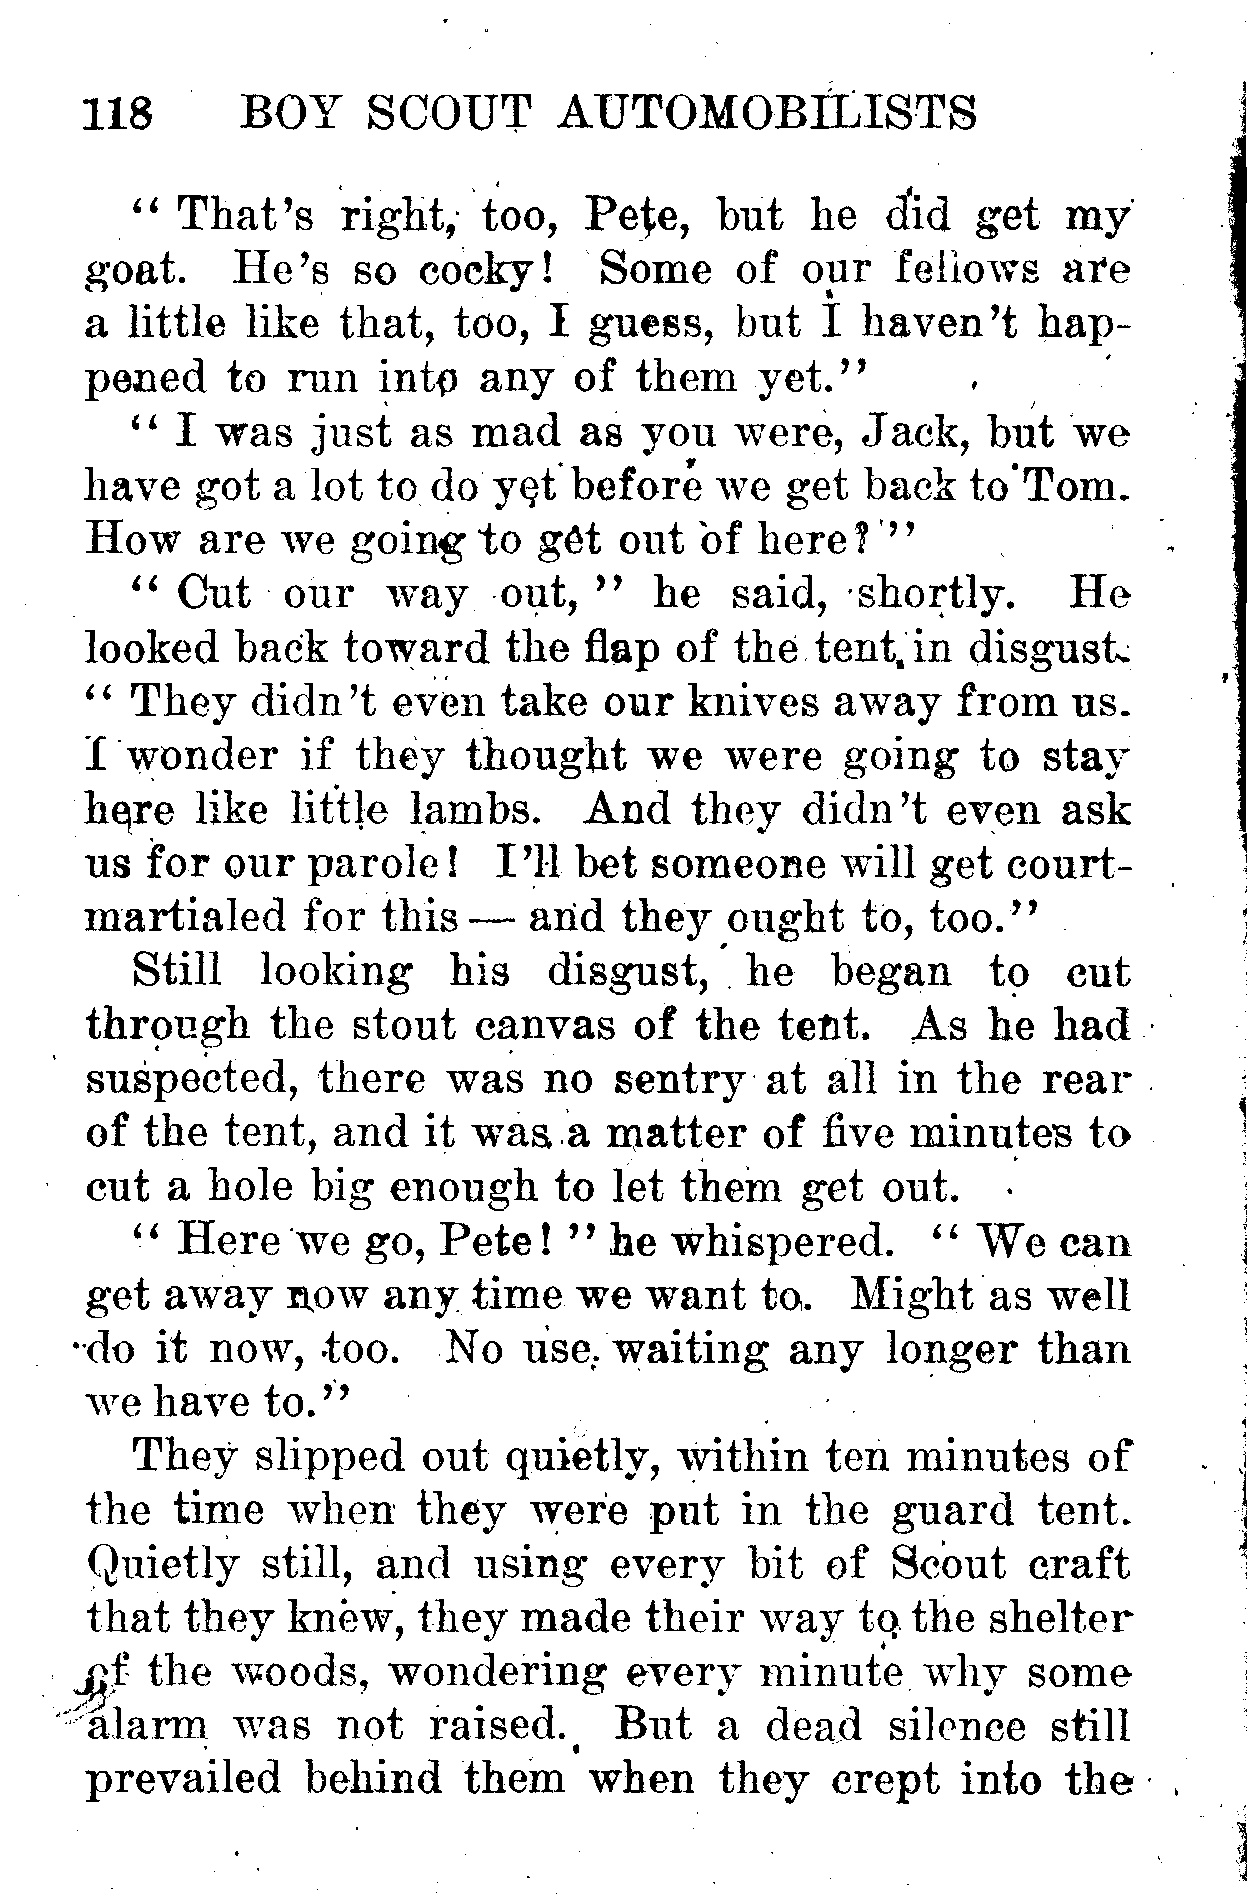 118 BOY SCOUT AUTOMOBILISTS
"That's right, too, Pete, but he did get my
goat. He's so cocky! Some of our fellows are
a little like that, too, I guess, but I haven't hap-
pened to run into any of them yet."
"I was just as mad as you were, Jack, but we
have got a lot to do yet before we get back to Tom.
How are we going to get out of here?"
"Cut our way out," he said, shortly. He
looked back toward the flap of the tent in disgust.
"They didn't even take our knives away from us.
I wonder if they thought we were going to stay
here like little lambs. And they didn't even ask
us for our parole! I'll bet someone will get court-
martialed for this — and they ought to, too."
Still looking his disgust, he began to cut
through the stout canvas of the tent. As he had
suspected, there was no sentry at all in the rear
of the tent, and it was a matter of five minutes to
cut a hole big enough to let them get out.
"Here we go, Pete!" he whispered. "We can
get away now any time we want to. Might as well
do it now, too. No use waiting any longer than
we have to."
They slipped out quietly, within ten minutes of
the time when they were put in the guard tent.
Quietly still, and using every bit of Scout craft
that they knew, they made their way to the shelter
of the woods, wondering every minute why some
alarm was not raised. But a dead silence still
prevailed behind them when they crept into the